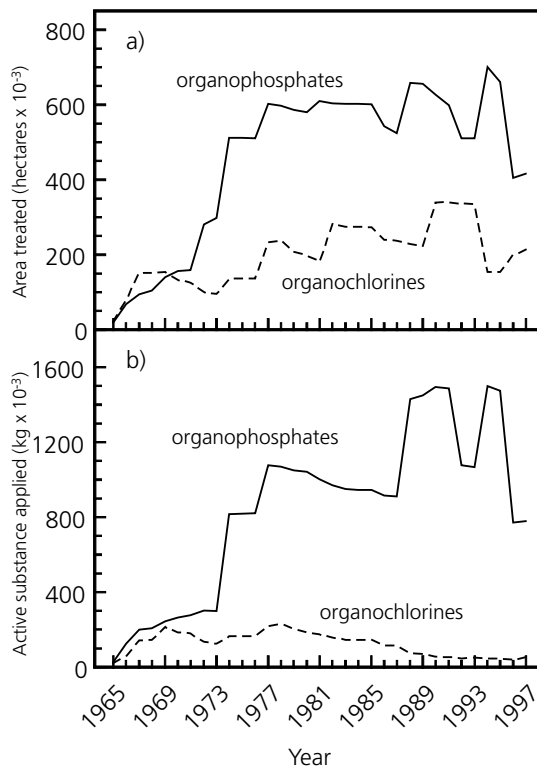 a)
Area treated (hectares x 10⁻³)
800
600
400
200
0
organophosphates
organochlorines
b)
Active substance applied (kg x 10⁻³)
1600
1200
800
400
0
organophosphates
organochlorines
1965 1969 1973 1977 1981 1985 1989 1993 1997
Year